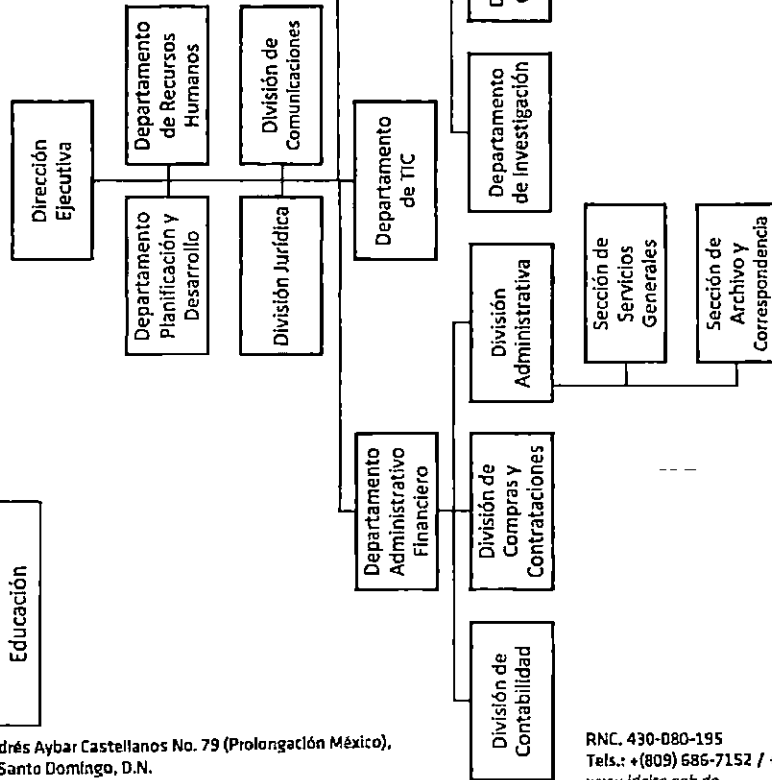 Educación
Dirección
Ejecutiva
Departamento
Planificación y
Desarrollo
Departamento
de Recursos
Humanos
División Jurídica
División de
Comunicaciones
Departamento
Administrativo
Financiero
Departamento
de TIC
División de
Contabilidad
División de
Compras y
Contrataciones
División
Administrativa
Departamento
de Investigación
Sección de
Servicios
Generales
Sección de
Archivo y
Correspondencia
drés Aybar Castellanos No. 79 (Prolongación México),
Santo Domingo, D.N.
RNC. 430-080-195
Tels.: +(809) 686-7152 /